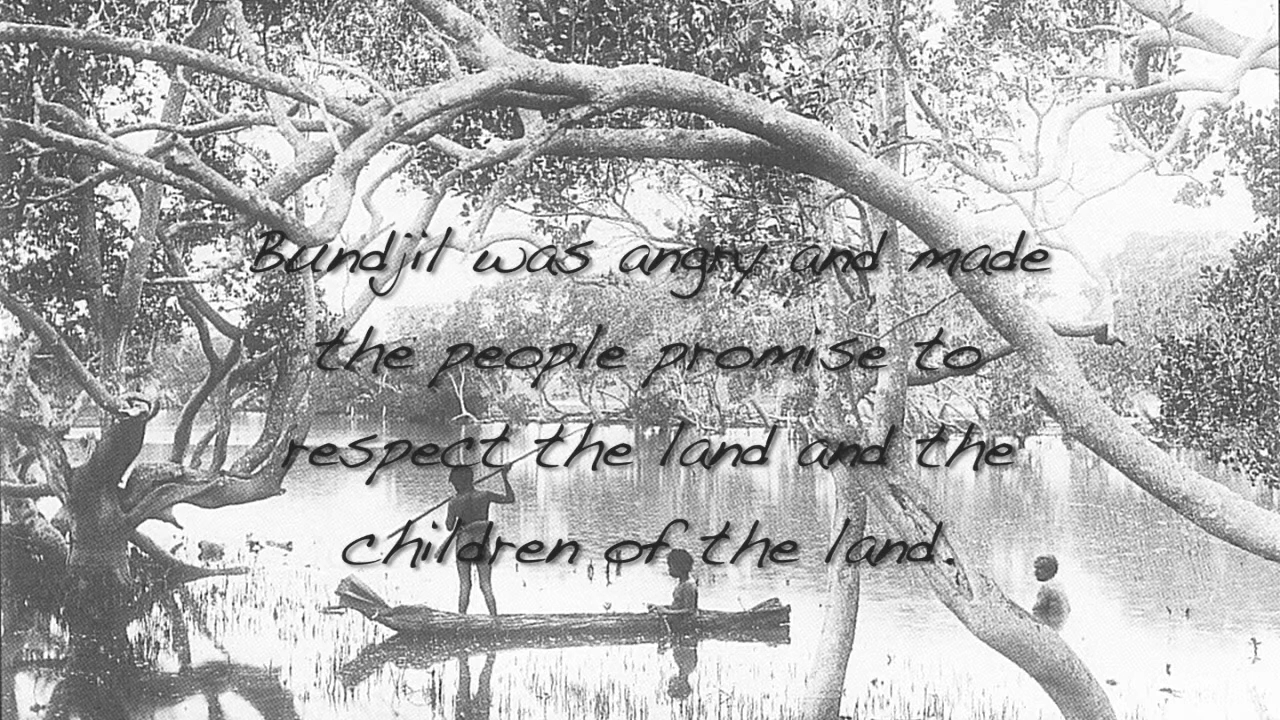 Bundjil was angry and made
the people promise to
respect the land and the
children of the land.